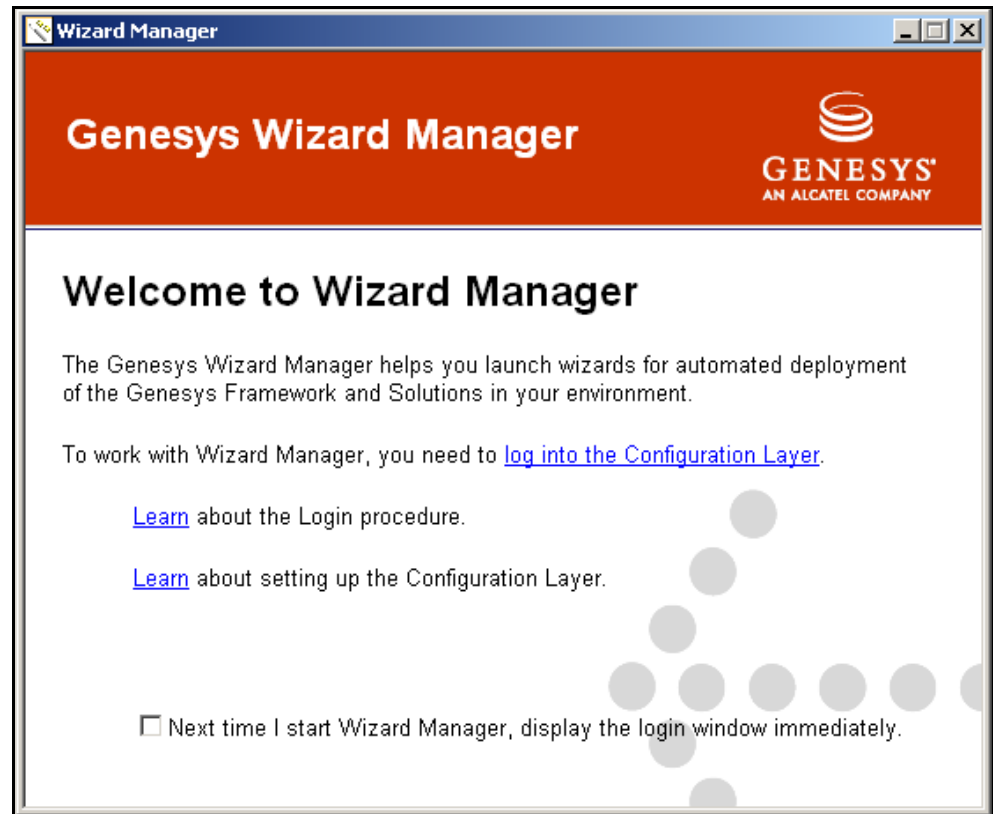 Wizard Manager
Genesys Wizard Manager
GENESYS
AN ALCATEL COMPANY
Welcome to Wizard Manager
The Genesys Wizard Manager helps you launch wizards for automated deployment
of the Genesys Framework and Solutions in your environment.
To work with Wizard Manager, you need to log into the Configuration Layer.
Learn about the Login procedure.
Learn about setting up the Configuration Layer.
Next time I start Wizard Manager, display the login window immediately.